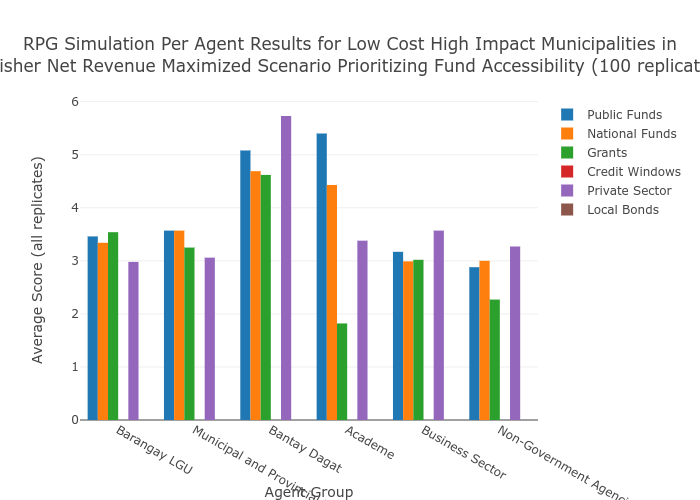 RPG Simulation Per Agent Results for Low Cost High Impact Municipalities in
isher Net Revenue Maximized Scenario Prioritizing Fund Accessibility (100 replicat
6
5
4
3
2
1
0
Average Score (all replicates)
Public Funds
National Funds
Grants
Credit Windows
Private Sector
Local Bonds
Barangay LGU
Municipal and Provincial
Bantay Dagat
Academe
Business Sector
Non-Government Agenci
Agent Group